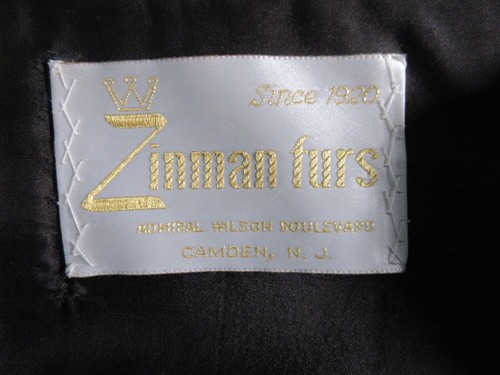 Since 1920
Zinman furs
ADMIRAL WILSON BOULEVARD
CAMDEN, N. J.